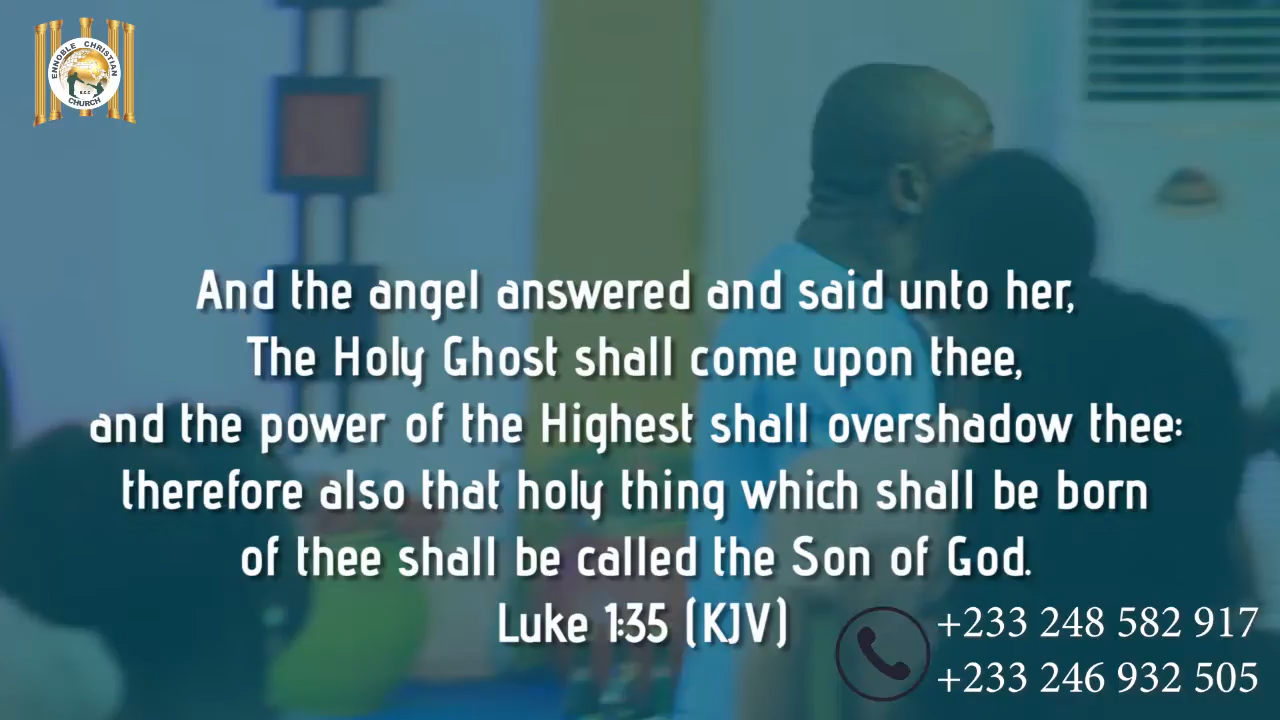 ENNOBLE CHRISTIAN
E.C.C
CHURCH
And the angel answered and said unto her,
The Holy Ghost shall come upon thee,
and the power of the Highest shall overshadow thee:
therefore also that holy thing which shall be born
of thee shall be called the Son of God.
Luke 1:35 (KJV)
+233 248 582 917
+233 246 932 505